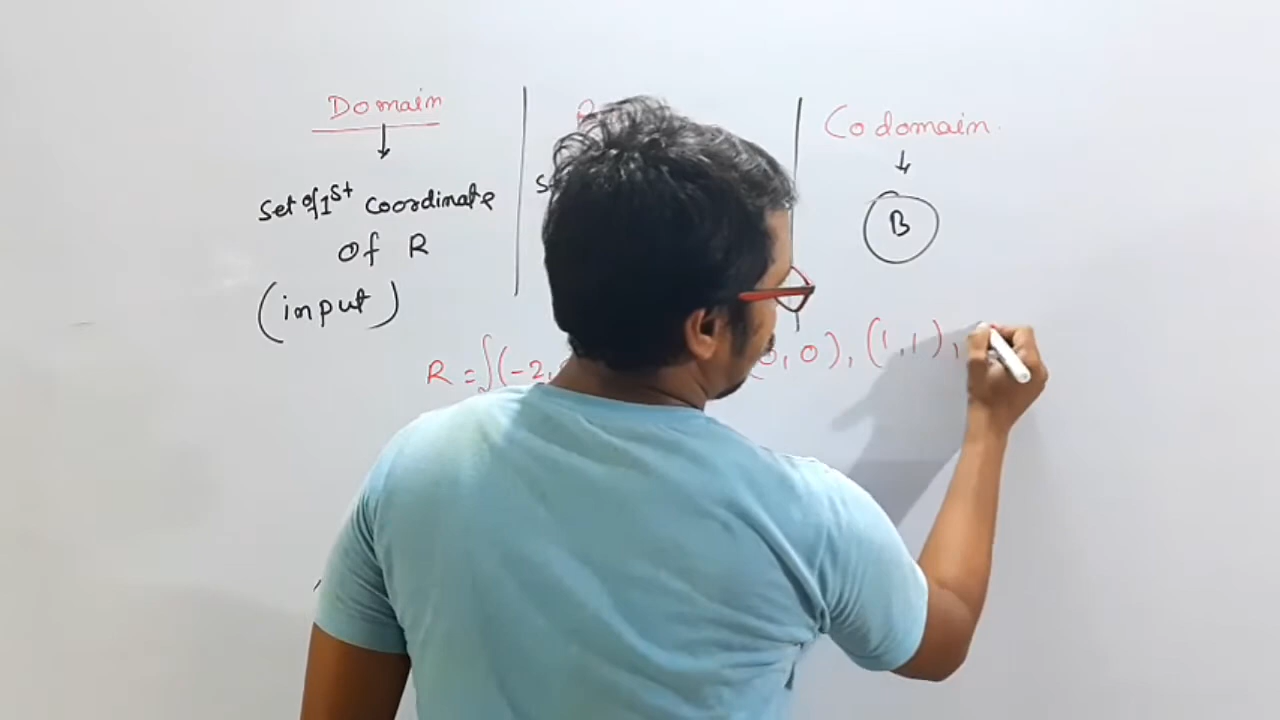 Domain
Set of 1st coordinate
of R
(input)
Codomain.
B
R = {(-2, 0, 0), (1, 1),